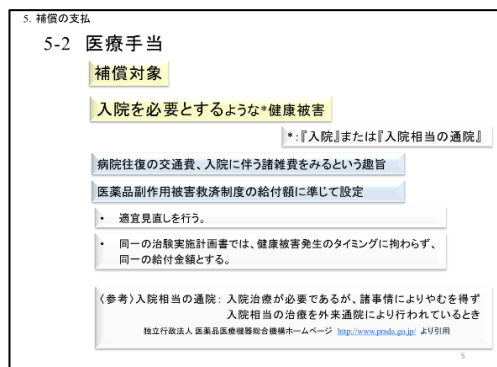 5. 補償の支払
5-2 医療手当
補償対象
入院を必要とするような*健康被害
*:『入院』または『入院相当の通院』
病院往復の交通費、入院に伴う諸雑費をみるという趣旨
医薬品副作用被害救済制度の給付額に準じて設定
• 適宜見直しを行う。
• 同一の治験実施計画書では、健康被害発生のタイミングに拘わらず、
同一の給付金額とする。
〈参考〉入院相当の通院: 入院治療が必要であるが、諸事情によりやむを得ず
入院相当の治療を外来通院により行われているとき
独立行政法人 医薬品医療機器総合機構ホームページ http://www.pmda.go.jp/ より引用
5